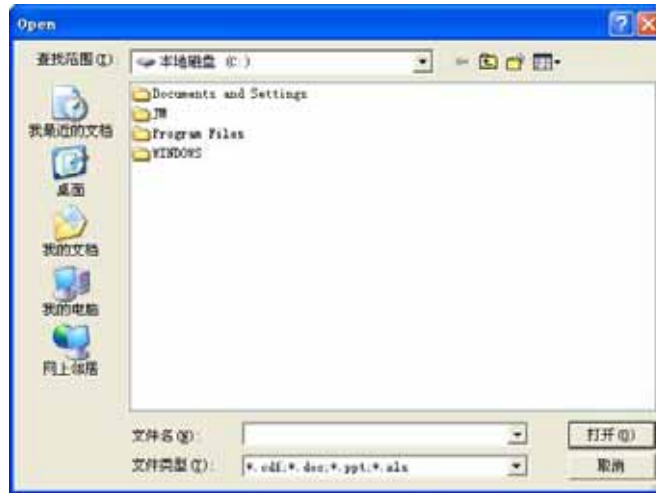 Open
查找范围(I)
本地磁盘 (C:)
Documents and Settings
JM
Program Files
WINDOWS
我最近的文档
桌面
我的文档
我的电脑
网上邻居
文件名(N):
打开(O)
文件类型(T):
*.cdf;*.doc;*.ppt;*.xls
取消